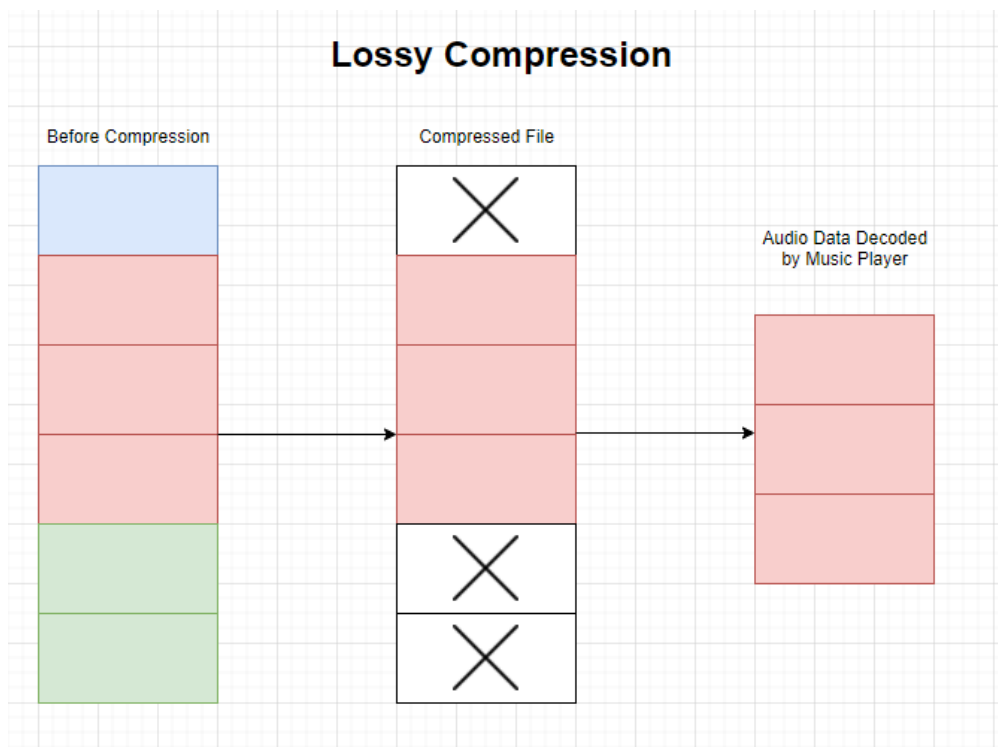 Lossy Compression
Before Compression
Compressed File
Audio Data Decoded
by Music Player